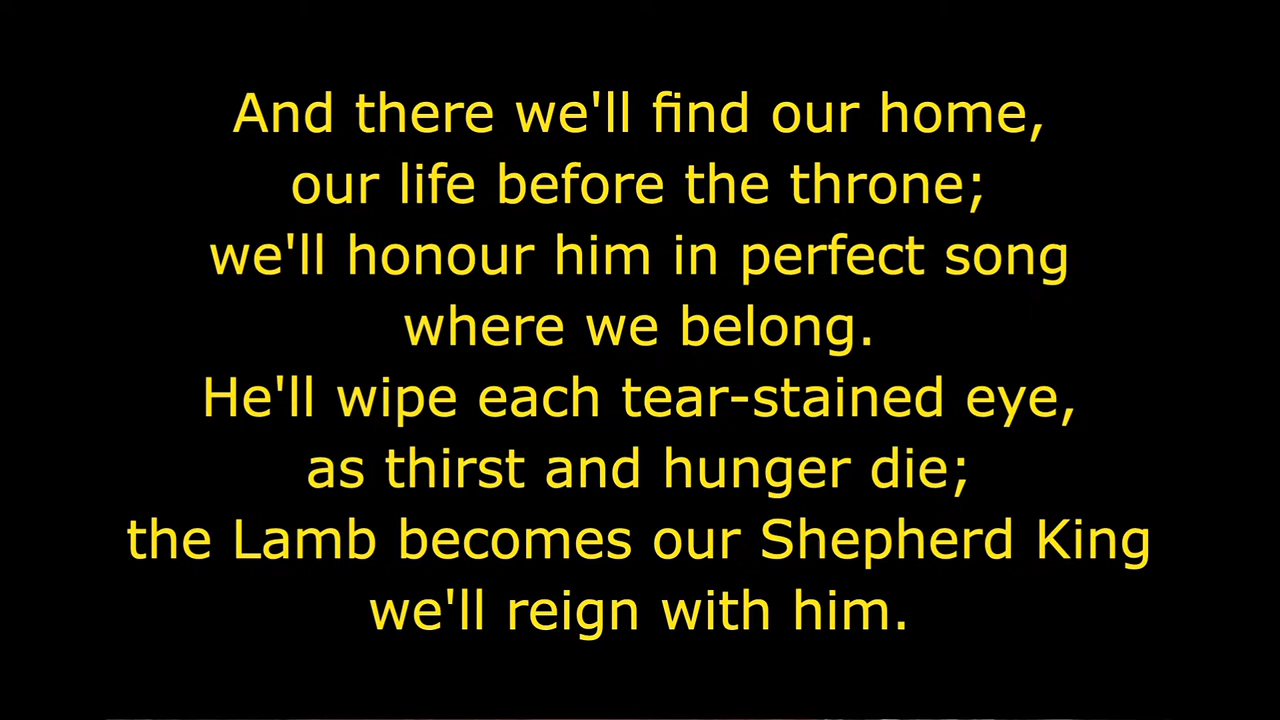 And there we'll find our home,
our life before the throne;
we'll honour him in perfect song
where we belong.
He'll wipe each tear-stained eye,
as thirst and hunger die;
the Lamb becomes our Shepherd King
we'll reign with him.